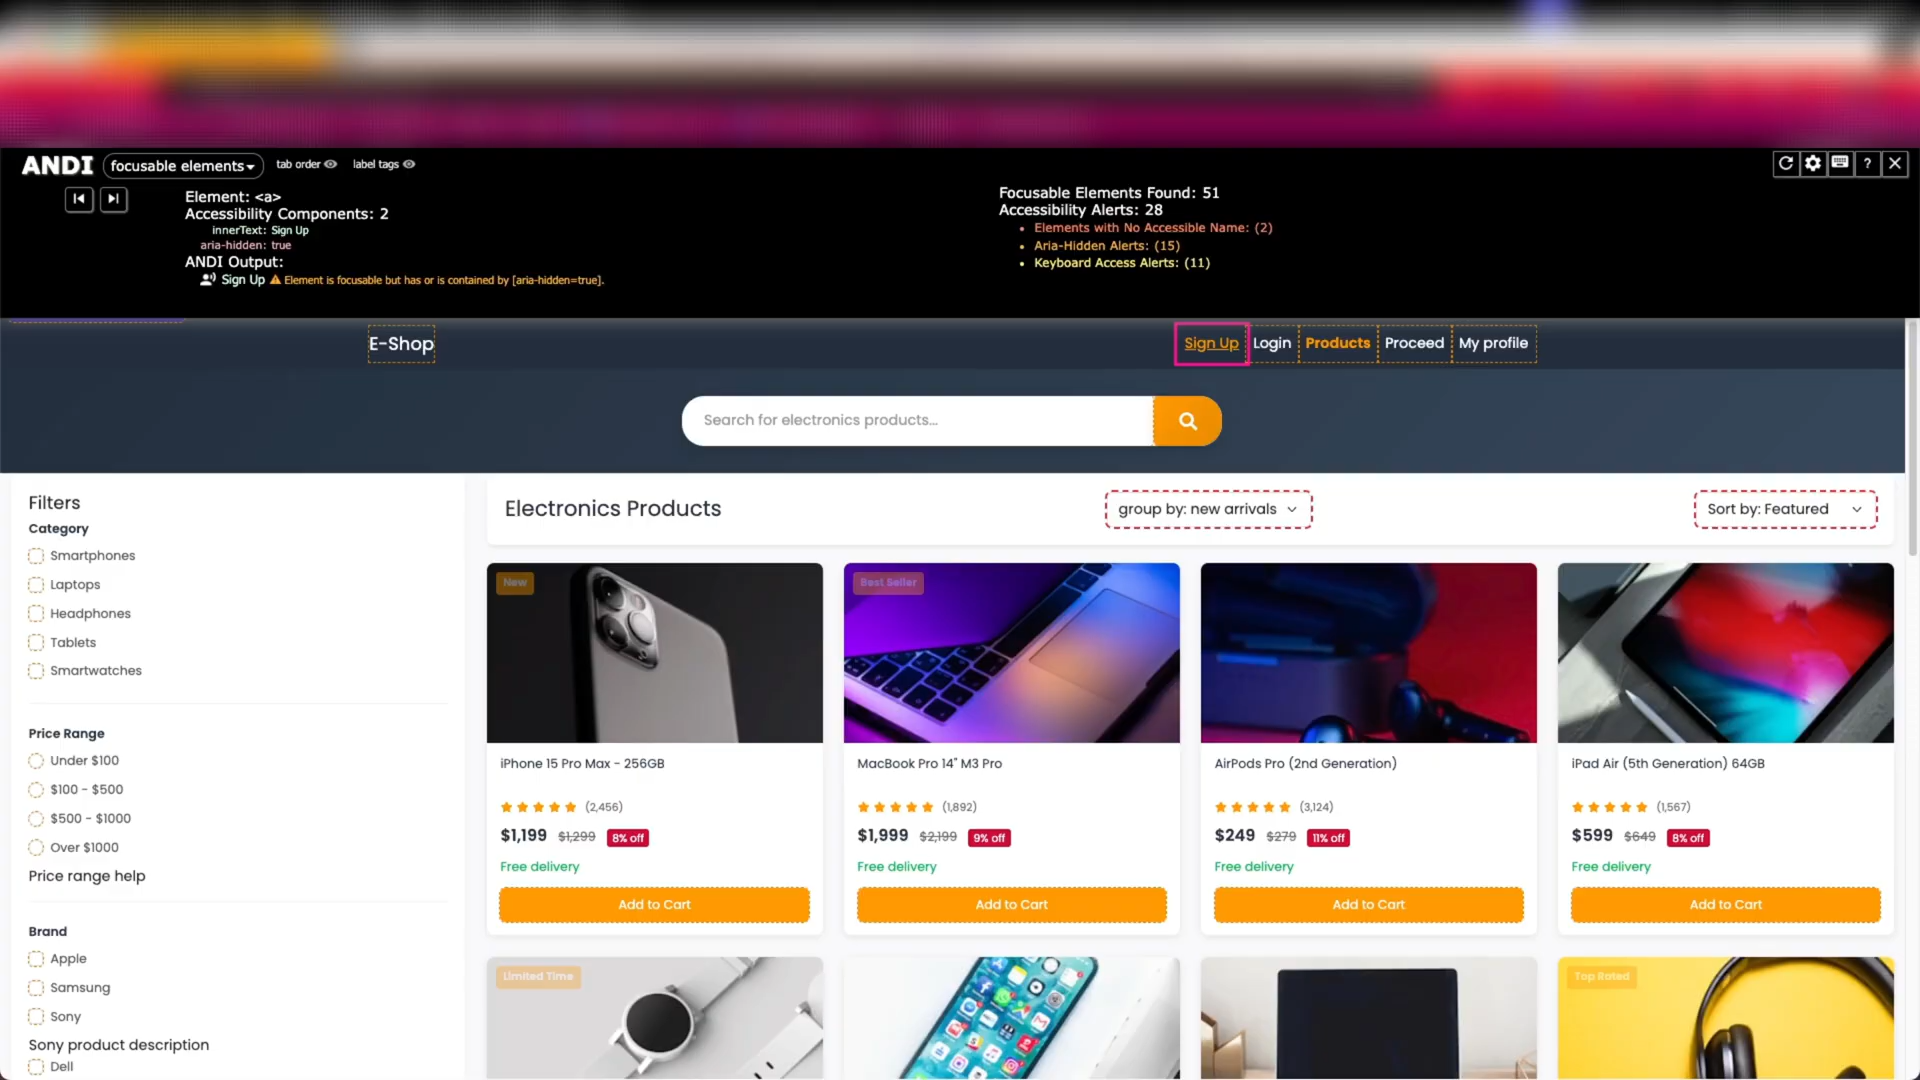 ANDI focusable elements tab order label tags ?
Element: <a>
Accessibility Components: 2
innerText: Sign Up
aria-hidden: true
ANDI Output:
Sign Up Element is focusable but has or is contained by [aria-hidden=true].
Focusable Elements Found: 51
Accessibility Alerts: 28
Elements with No Accessible Name: (2)
Aria-Hidden Alerts: (15)
Keyboard Access Alerts: (11)
E-Shop Sign Up Login Products Proceed My profile
Search for electronics products...
Filters
Category
Smartphones
Laptops
Headphones
Tablets
Smartwatches
Price Range
Under $100
$100 - $500
$500 - $1000
Over $1000
Price range help
Brand
Apple
Samsung
Sony
Sony product description
Dell
Electronics Products group by: new arrivals Sort by: Featured
New
iPhone 15 Pro Max - 256GB
(2,456)
$1,199 $1,299 8% off
Free delivery
Add to Cart
Best Seller
MacBook Pro 14" M3 Pro
(1,892)
$1,999 $2,199 9% off
Free delivery
Add to Cart
AirPods Pro (2nd Generation)
(3,124)
$249 $279 11% off
Free delivery
Add to Cart
iPad Air (5th Generation) 64GB
(1,567)
$599 $649 8% off
Free delivery
Add to Cart
Limited Time
Top Rated